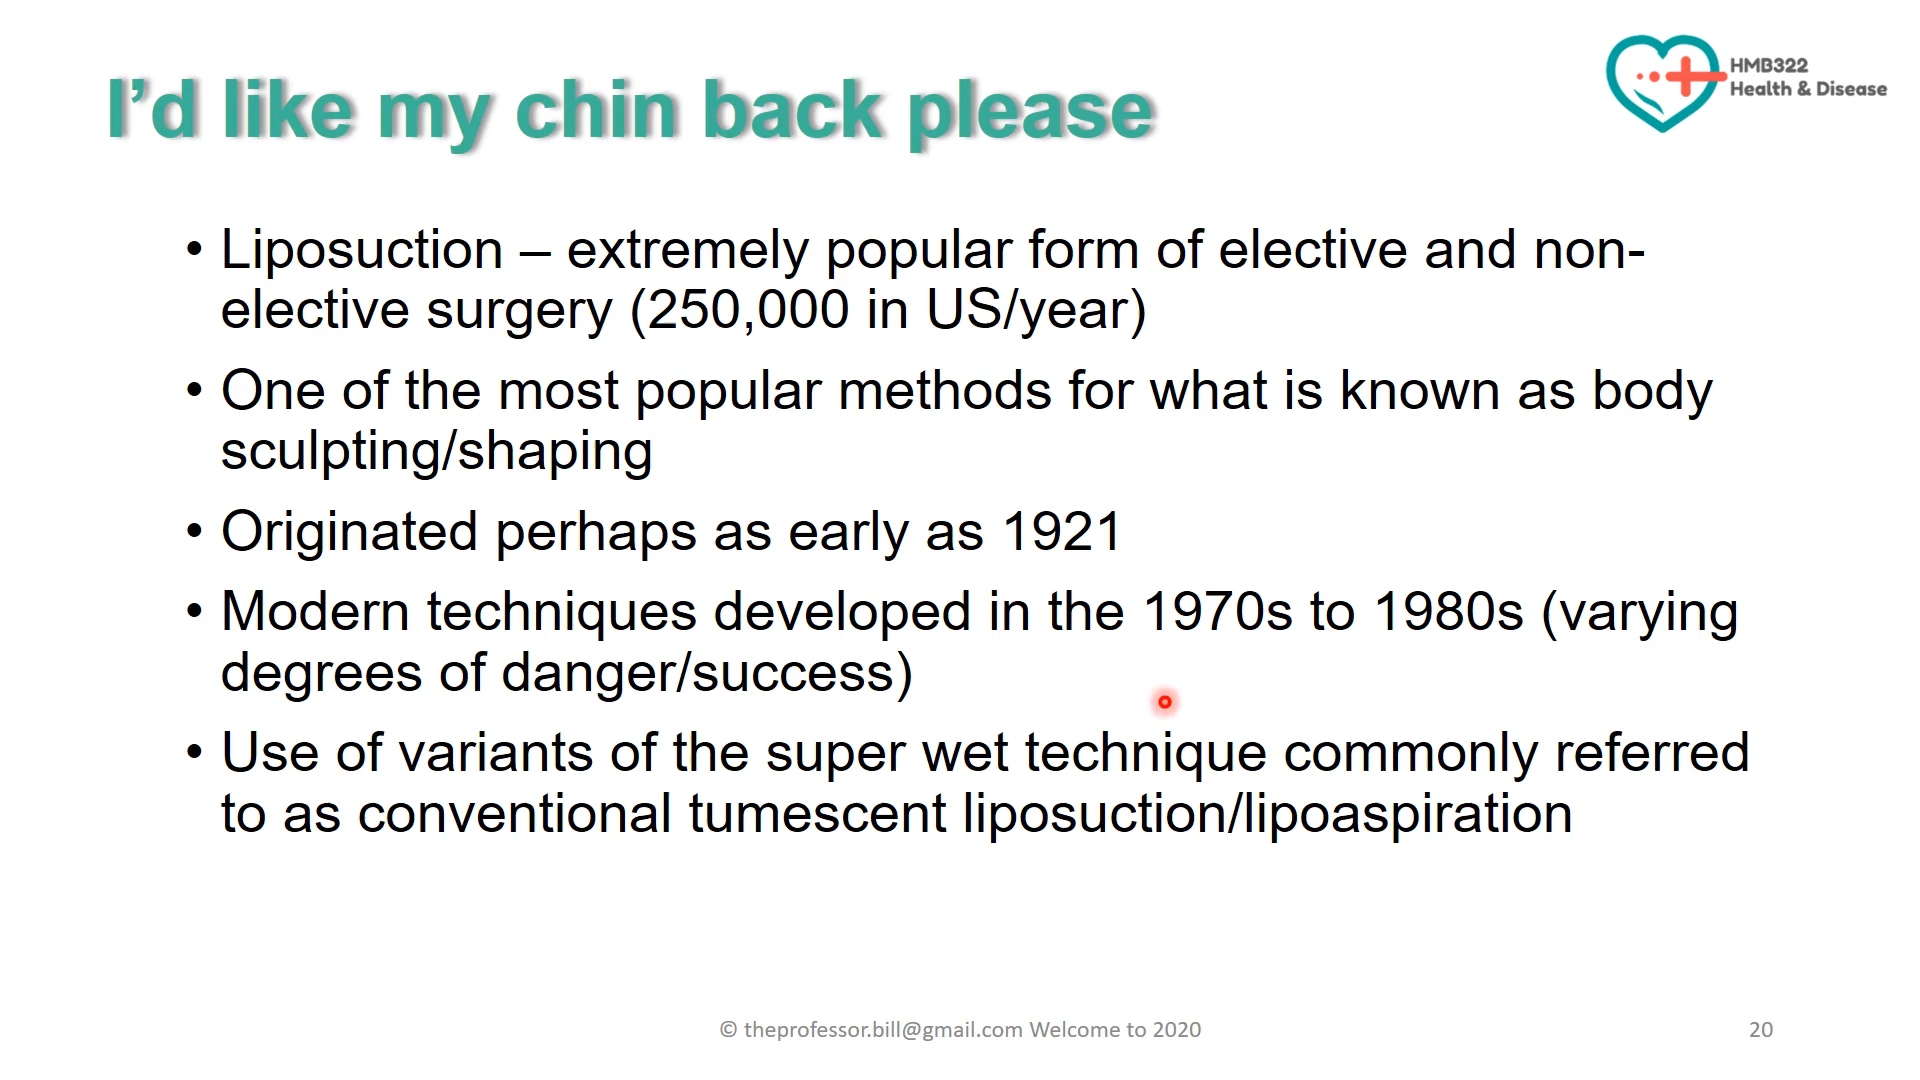 I’d like my chin back please
HMB322
Health & Disease
• Liposuction – extremely popular form of elective and non-
elective surgery (250,000 in US/year)
• One of the most popular methods for what is known as body
sculpting/shaping
• Originated perhaps as early as 1921
• Modern techniques developed in the 1970s to 1980s (varying
degrees of danger/success)
• Use of variants of the super wet technique commonly referred
to as conventional tumescent liposuction/lipoaspiration
© theprofessor.bill@gmail.com Welcome to 2020
20